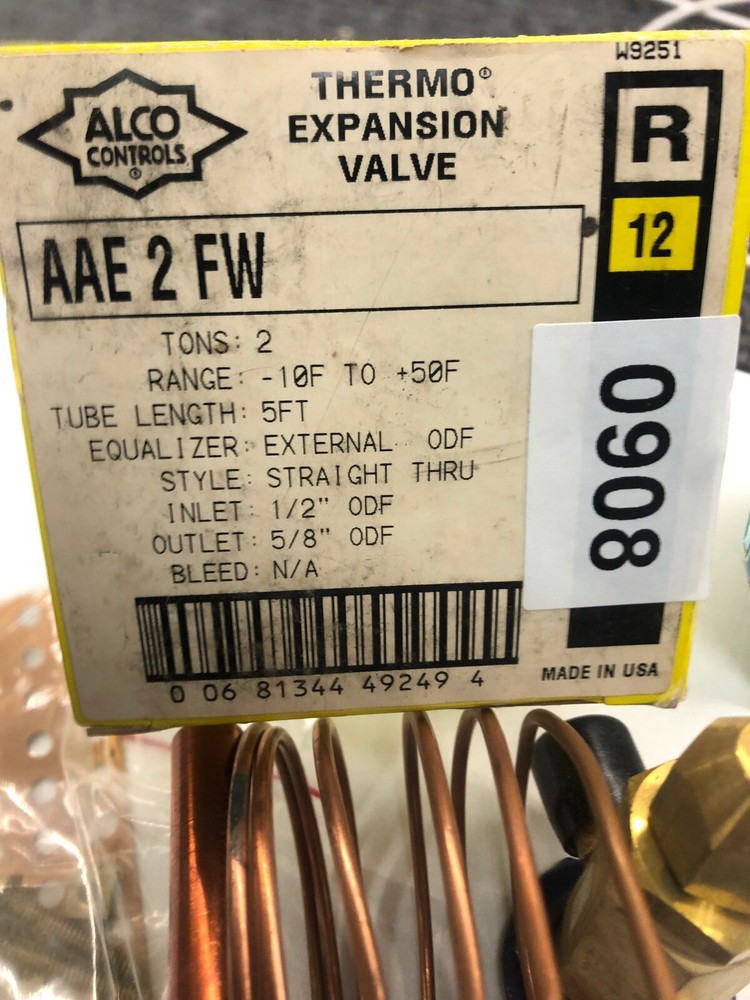 W9251
ALCO
CONTROLS
®
THERMO®
EXPANSION
VALVE
R
12
AAE 2 FW
TONS: 2
RANGE: -10F TO +50F
TUBE LENGTH: 5FT
EQUALIZER: EXTERNAL ODF
STYLE: STRAIGHT THRU
INLET: 1/2" ODF
OUTLET: 5/8" ODF
BLEED: N/A
0908
0 06 81344 49249 4
MADE IN USA